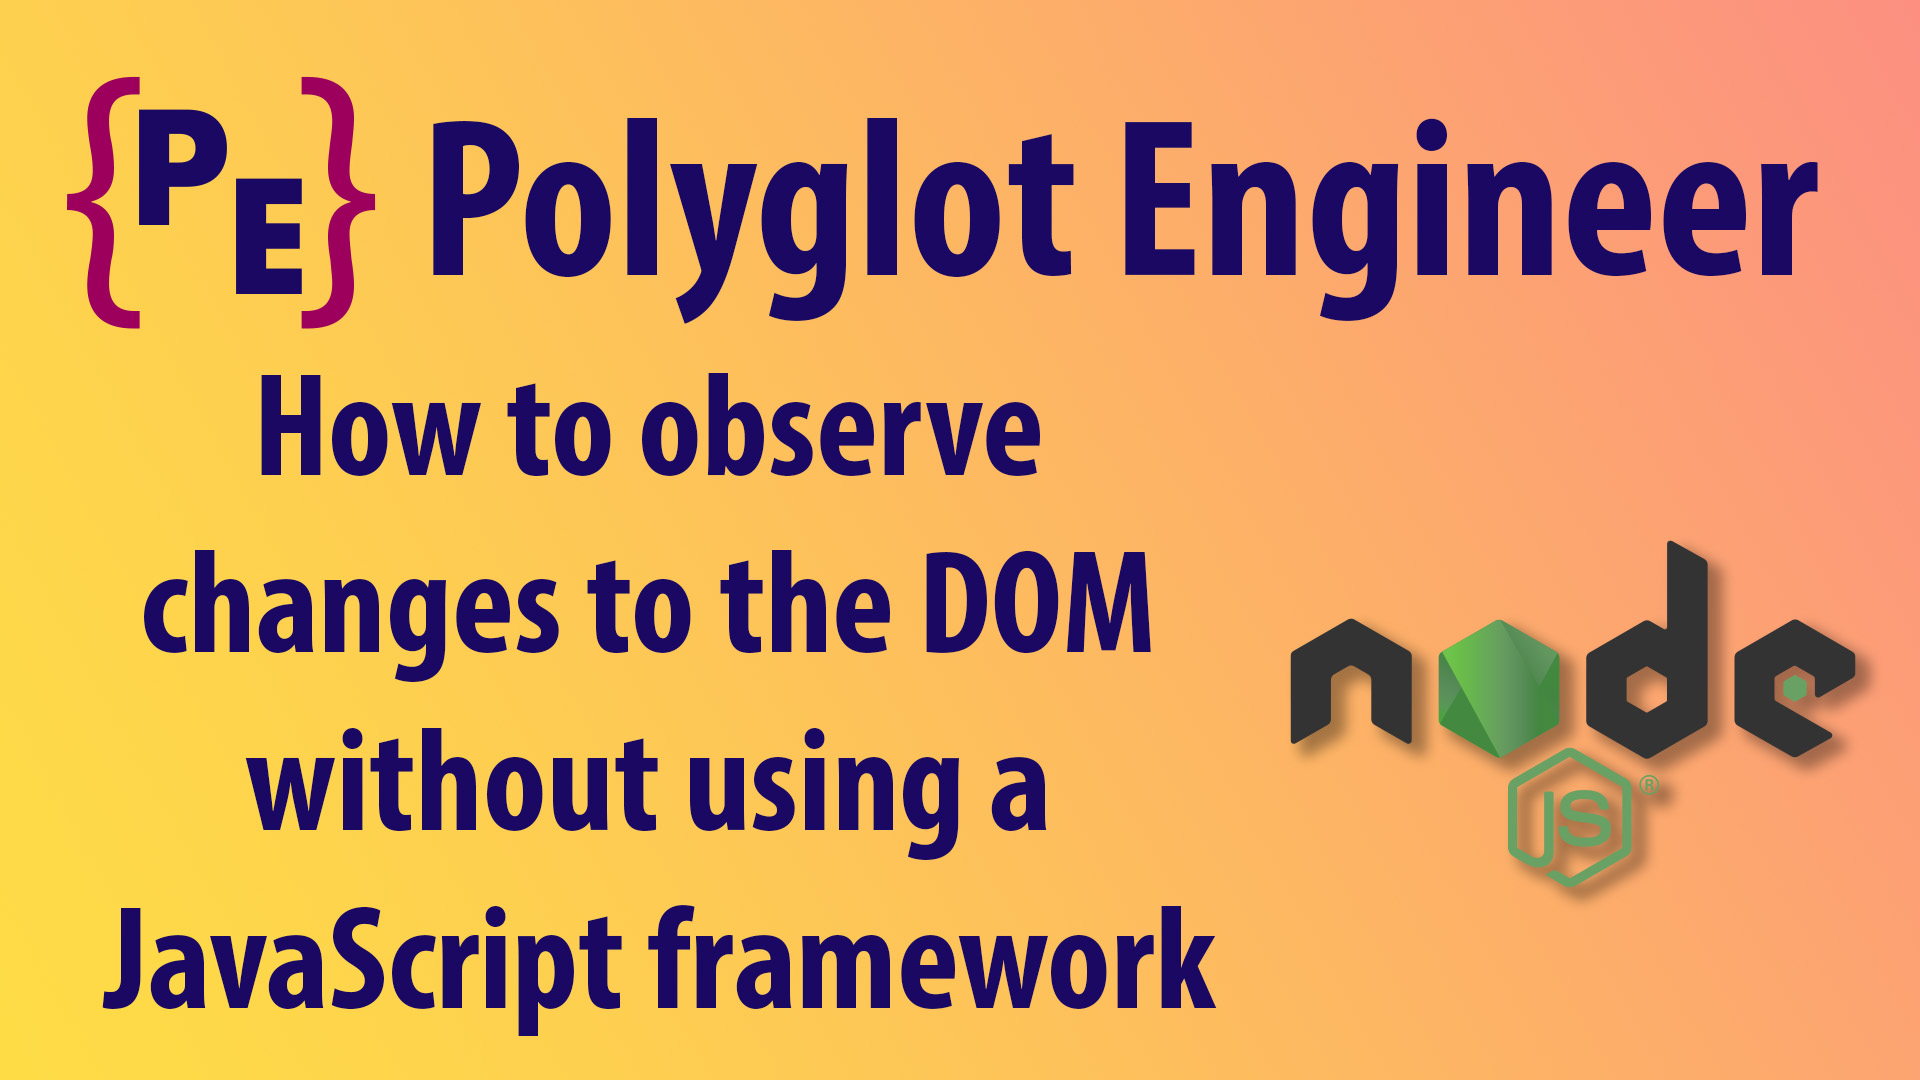 {PE} Polyglot Engineer
How to observe
changes to the DOM
without using a
JavaScript framework
node
JS®